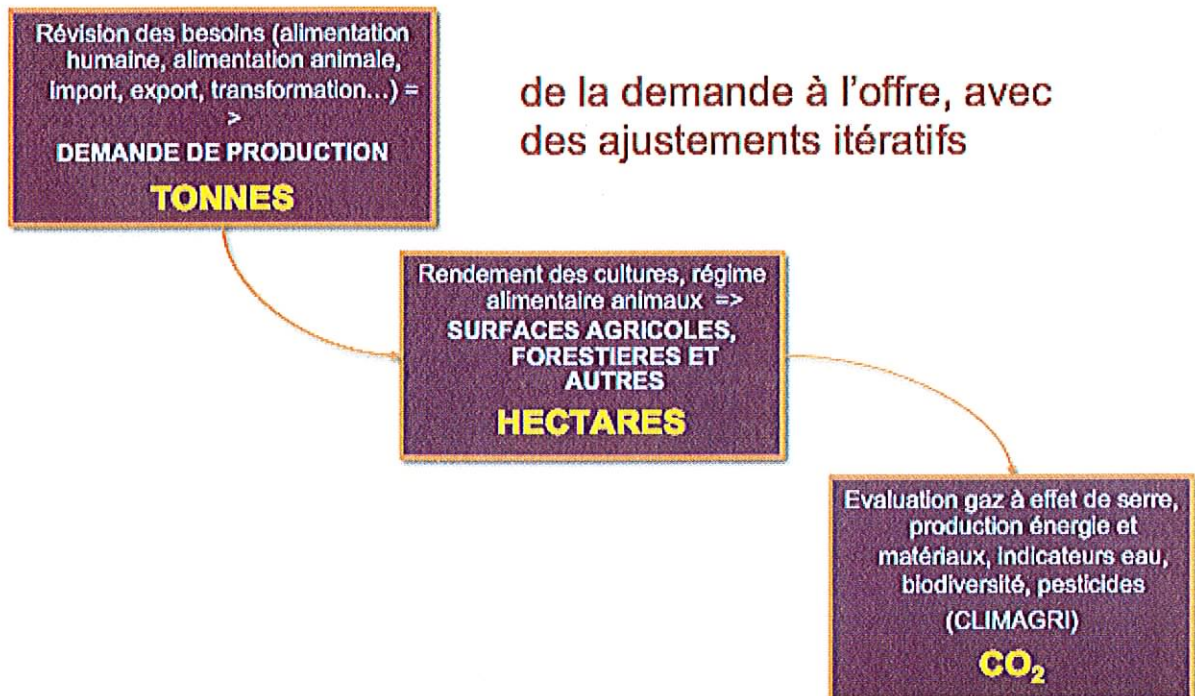 Révision des besoins (alimentation
humaine, alimentation animale,
import, export, transformation…) =
>
DEMANDE DE PRODUCTION
TONNES
de la demande à l'offre, avec
des ajustements itératifs
Rendement des cultures, régime
alimentaire animaux =>
SURFACES AGRICOLES,
FORESTIERES ET
AUTRES
HECTARES
Evaluation gaz à effet de serre,
production énergie et
matériaux, indicateurs eau,
biodiversité, pesticides
(CLIMAGRI)
CO₂